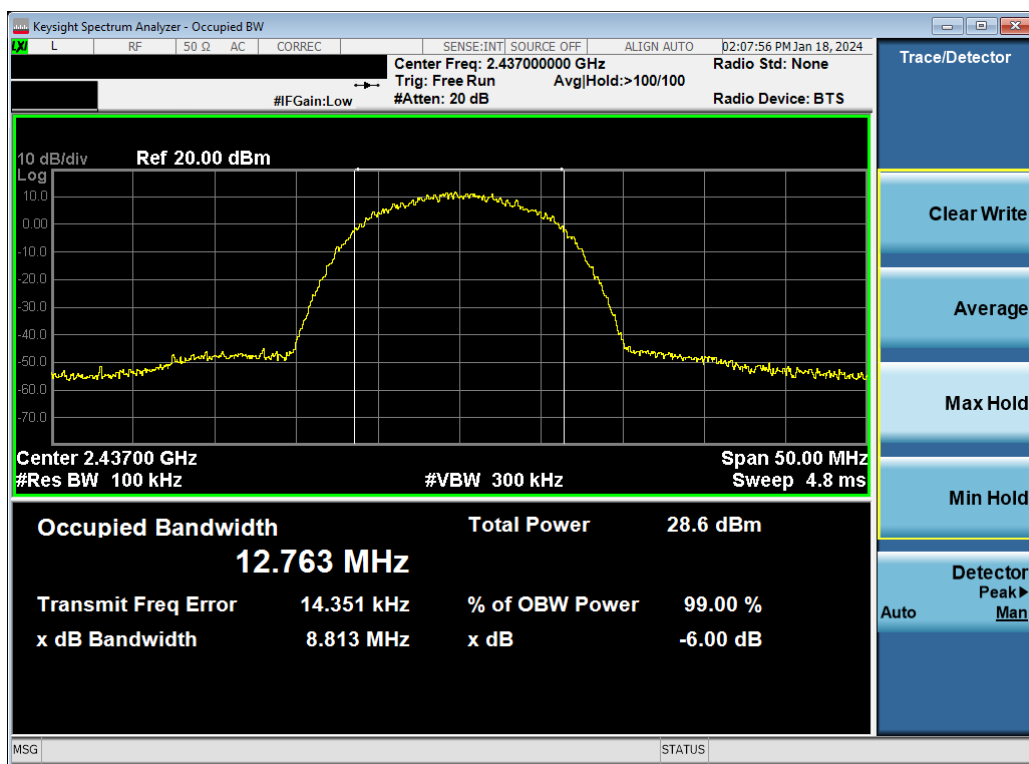 Keysight Spectrum Analyzer - Occupied BW
LXI L RF 50 Ω AC CORREC SENSE:INT SOURCE OFF ALIGN AUTO 02:07:56 PM Jan 18, 2024
Center Freq: 2.437000000 GHz Radio Std: None
Trig: Free Run Avg|Hold:>100/100
#IFGain:Low #Atten: 20 dB Radio Device: BTS
10 dB/div Ref 20.00 dBm
Log
10.0
0.00
-10.0
-20.0
-30.0
-40.0
-50.0
-60.0
-70.0
Center 2.43700 GHz Span 50.00 MHz
#Res BW 100 kHz #VBW 300 kHz Sweep 4.8 ms
Occupied Bandwidth Total Power 28.6 dBm
12.763 MHz
Transmit Freq Error 14.351 kHz % of OBW Power 99.00 %
x dB Bandwidth 8.813 MHz x dB -6.00 dB
MSG STATUS
Trace/Detector
Clear Write
Average
Max Hold
Min Hold
Detector
Peak▶
Auto Man